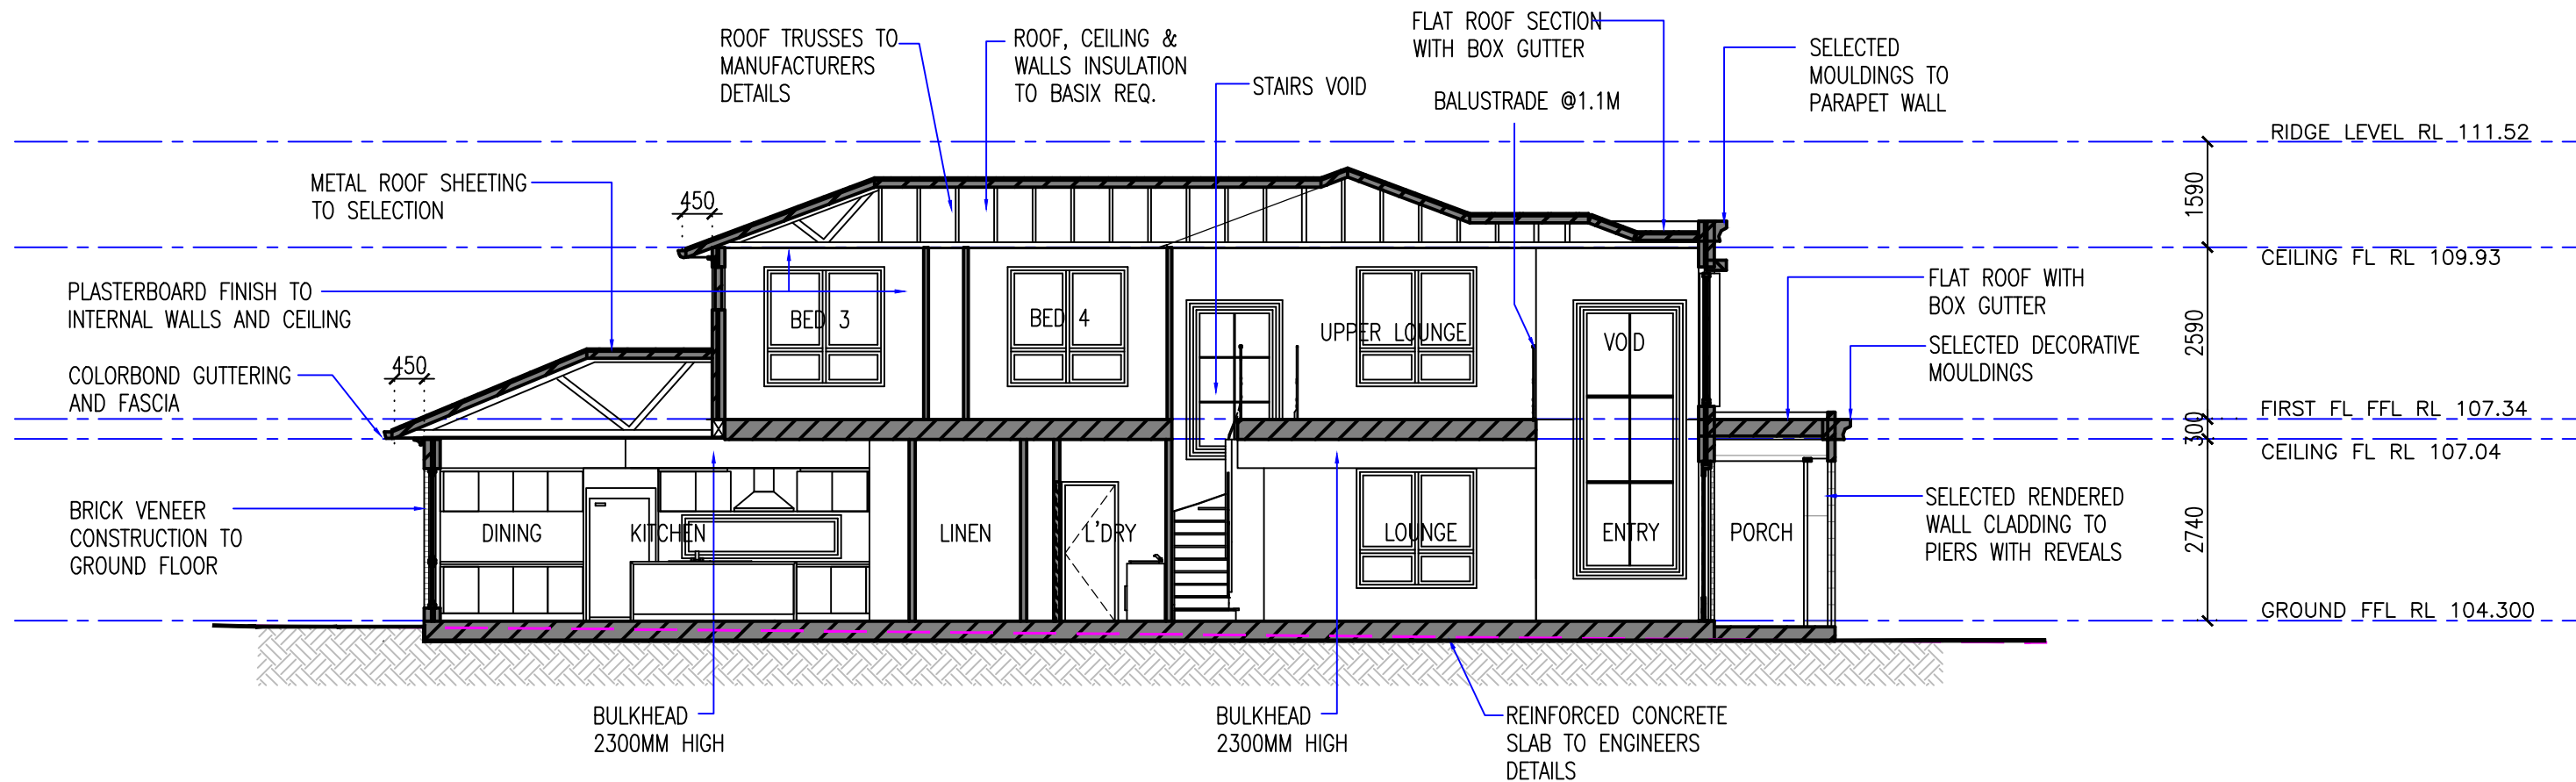 ROOF TRUSSES TO
MANUFACTURERS
DETAILS
ROOF, CEILING &
WALLS INSULATION
TO BASIX REQ.
STAIRS VOID
FLAT ROOF SECTION
WITH BOX GUTTER
BALUSTRADE @1.1M
SELECTED
MOULDINGS TO
PARAPET WALL
RIDGE LEVEL RL 111.52
METAL ROOF SHEETING
TO SELECTION
450
1590
CEILING FL RL 109.93
PLASTERBOARD FINISH TO
INTERNAL WALLS AND CEILING
BED 3
BED 4
UPPER LOUNGE
VOID
FLAT ROOF WITH
BOX GUTTER
2590
COLORBOND GUTTERING
AND FASCIA
450
SELECTED DECORATIVE
MOULDINGS
FIRST FL FFL RL 107.34
300
CEILING FL RL 107.04
BRICK VENEER
CONSTRUCTION TO
GROUND FLOOR
DINING
KITCHEN
LINEN
L'DRY
LOUNGE
ENTRY
PORCH
SELECTED RENDERED
WALL CLADDING TO
PIERS WITH REVEALS
2740
GROUND FFL RL 104.300
BULKHEAD
2300MM HIGH
BULKHEAD
2300MM HIGH
REINFORCED CONCRETE
SLAB TO ENGINEERS
DETAILS